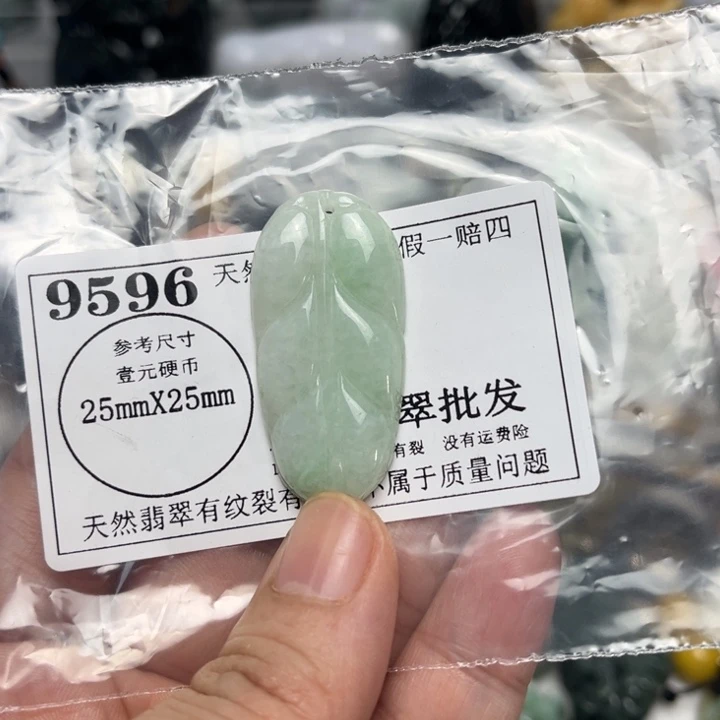 9596 天然 假一赔四
参考尺寸
壹元硬币
25mmX25mm
翠批发
有裂 没有运费险
天然翡翠有纹裂有 不属于质量问题